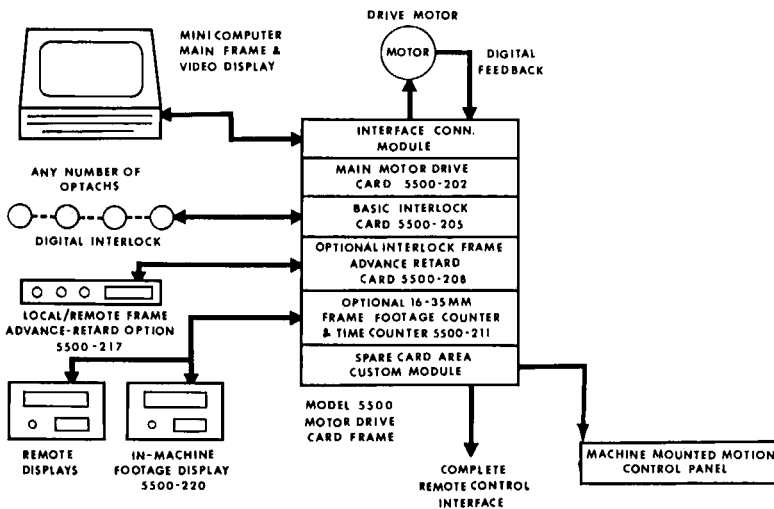 DRIVE MOTOR
MINI COMPUTER
MAIN FRAME &
VIDEO DISPLAY
MOTOR
DIGITAL
FEEDBACK
INTERFACE CONN.
MODULE
MAIN MOTOR DRIVE
CARD 5500-202
ANY NUMBER OF
OPTACHS
BASIC INTERLOCK
CARD 5500-205
DIGITAL INTERLOCK
OPTIONAL INTERLOCK FRAME
ADVANCE RETARD
CARD 5500-208
LOCAL/REMOTE FRAME
ADVANCE-RETARD OPTION
5500-217
OPTIONAL 16-35MM
FRAME FOOTAGE COUNTER
& TIME COUNTER 5500-211
SPARE CARD AREA
CUSTOM MODULE
MODEL 5500
MOTOR DRIVE
CARD FRAME
REMOTE
DISPLAYS
IN-MACHINE
FOOTAGE DISPLAY
5500-220
COMPLETE
REMOTE CONTROL
INTERFACE
MACHINE MOUNTED MOTION
CONTROL PANEL